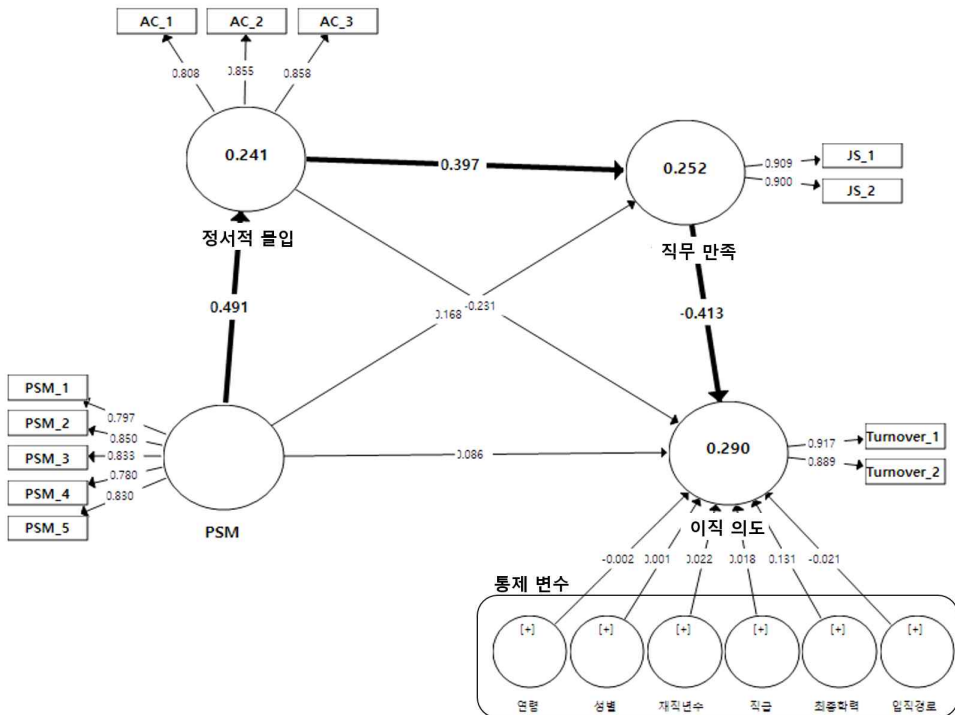 AC_1
AC_2
AC_3
0.808
0.855
0.858
0.241
정서적 몰입
0.397
0.252
직무 만족
0.909
0.900
JS_1
JS_2
0.491
0.168
-0.231
-0.413
PSM_1
PSM_2
PSM_3
PSM_4
PSM_5
0.797
0.850
0.833
0.780
0.830
PSM
0.086
0.290
이직 의도
0.917
0.889
Turnover_1
Turnover_2
-0.002
0.001
0.022
0.018
0.131
-0.021
통제 변수
[+]
[+]
[+]
[+]
[+]
[+]
연령
성별
재직년수
직급
최종학력
입직경로